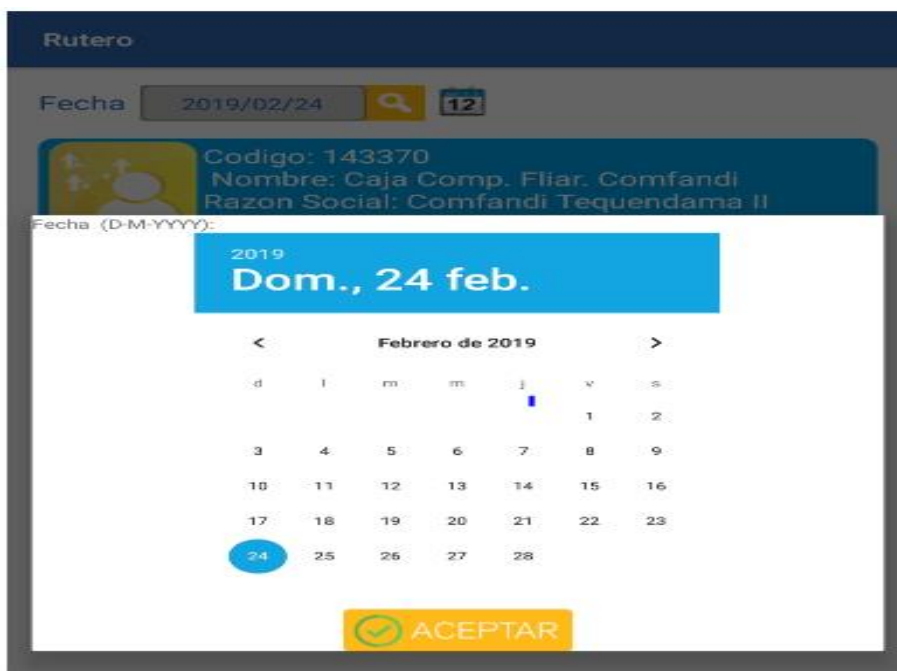 Rutero
Fecha 2019/02/24 12
Codigo: 143370
Nombre: Caja Comp. Fliar. Comfandi
Razon Social: Comfandi Tequendama II
Fecha (D-M-YYYY):
2019
Dom., 24 feb.
< Febrero de 2019 >
d l m m j v s
1 2
3 4 5 6 7 8 9
10 11 12 13 14 15 16
17 18 19 20 21 22 23
24 25 26 27 28
ACEPTAR